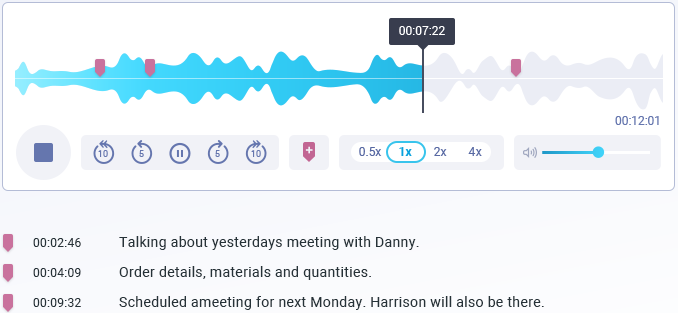 00:07:22
00:12:01
10 5 5 10 0.5x 1x 2x 4x
00:02:46 Talking about yesterdays meeting with Danny.
00:04:09 Order details, materials and quantities.
00:09:32 Scheduled ameeting for next Monday. Harrison will also be there.